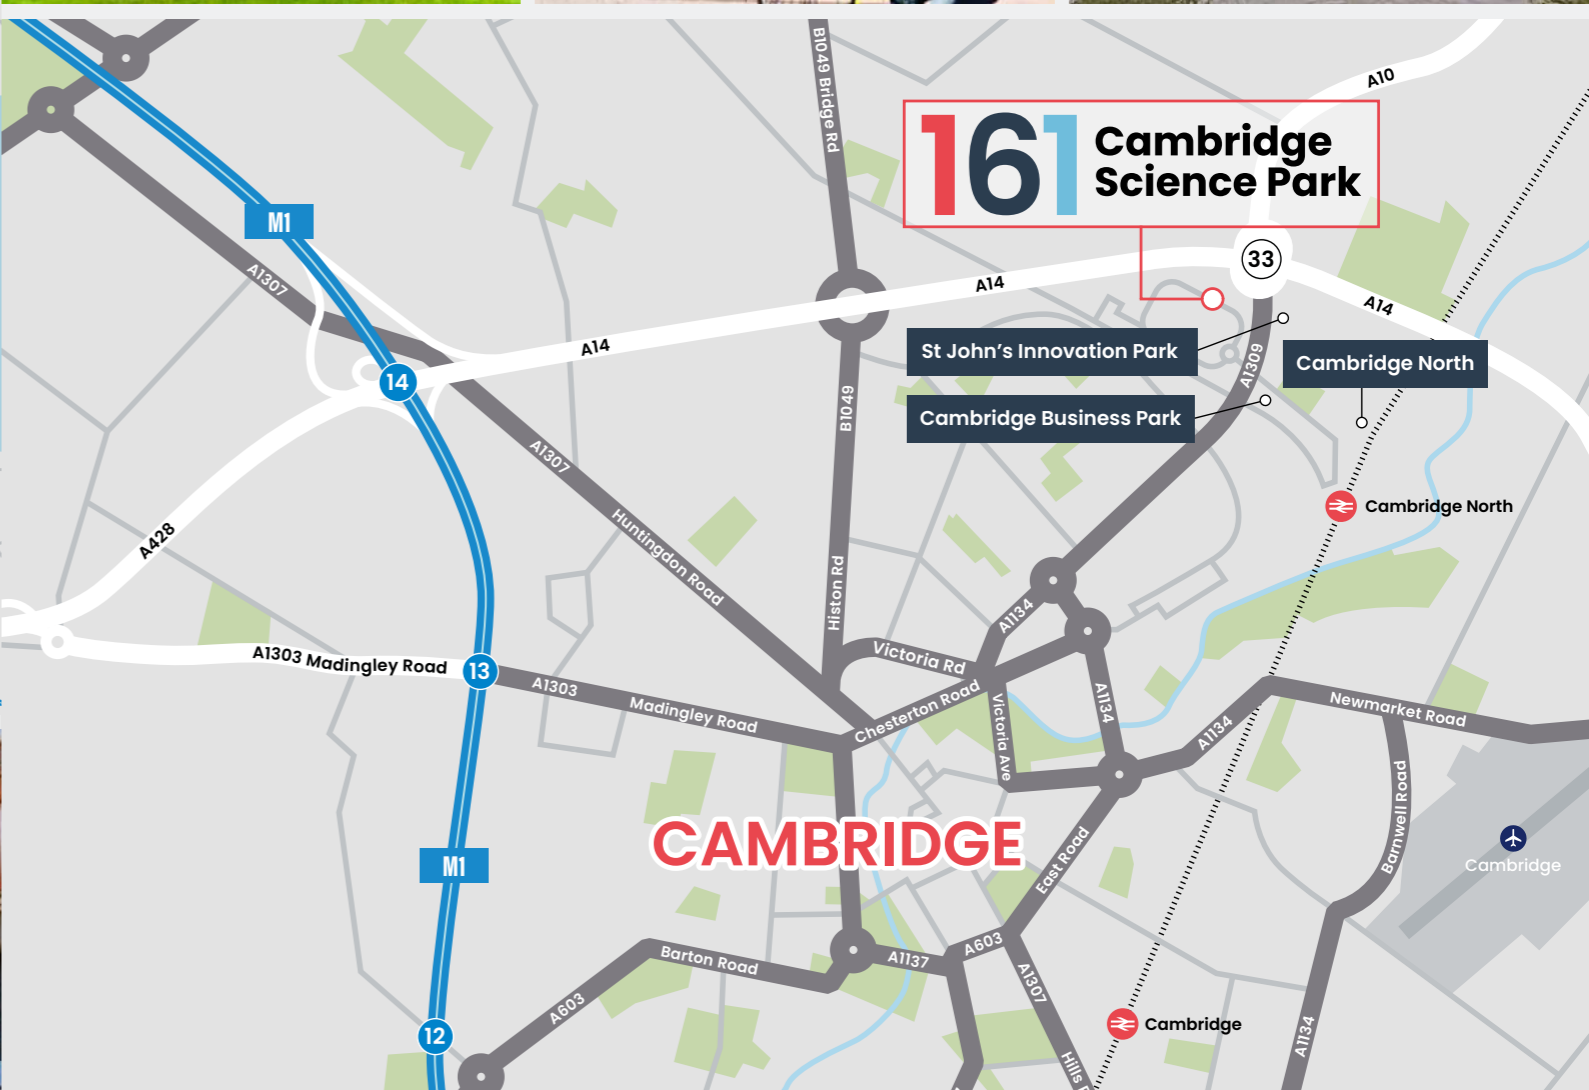 B1049 Bridge Rd
A10
161
Cambridge
Science Park
M1
A1307
33
A14
A14
A14
St John's Innovation Park
A1309
Cambridge North
14
B1049
Cambridge Business Park
A1307
Huntingdon Road
A428
Cambridge North
Histon Rd
A1134
A1303 Madingley Road
13
A1303
Madingley Road
Victoria Rd
Chesterton Road
Victoria Ave
A1134
A1134
Newmarket Road
Barnwell Road
CAMBRIDGE
M1
East Road
Cambridge
Barton Road
A1137
A603
A603
A1307
12
Cambridge
A1134
Hills